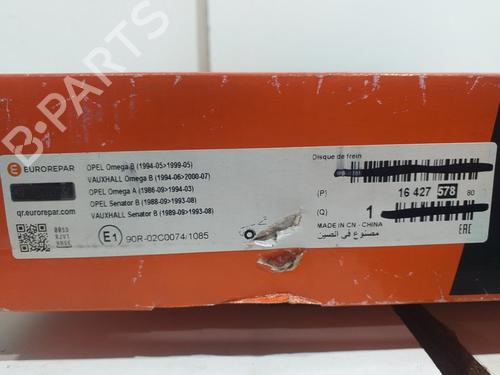 B-Parts
EUROREPAR
qr.eurorepar.com
OPEL Omega B (1994-05>1999-05)
VAUXHALL Omega B (1994-06>2000-07)
OPEL Omega A (1986-09>1994-03)
OPEL Senator B (1988-09>1993-08)
VAUXHALL Senator B (1989-09>1993-08)
E1 90R-02C0074/1085
Disque de frein
(P) 16 427 578 80
(Q) 1
MADE IN CN - CHINA
مصنوع في الصين
EAC